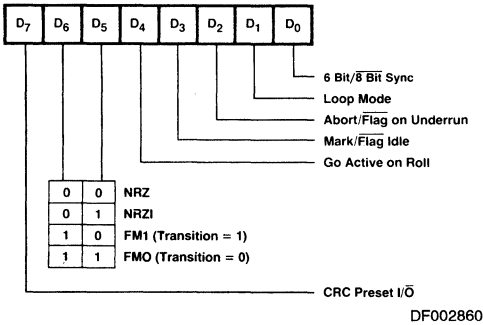 D7 D6 D5 D4 D3 D2 D1 D0
6 Bit/8 Bit Sync
Loop Mode
Abort/Flag on Underrun
Mark/Flag Idle
Go Active on Roll
0 0 NRZ
0 1 NRZI
1 0 FM1 (Transition = 1)
1 1 FMO (Transition = 0)
CRC Preset I/O
DF002860